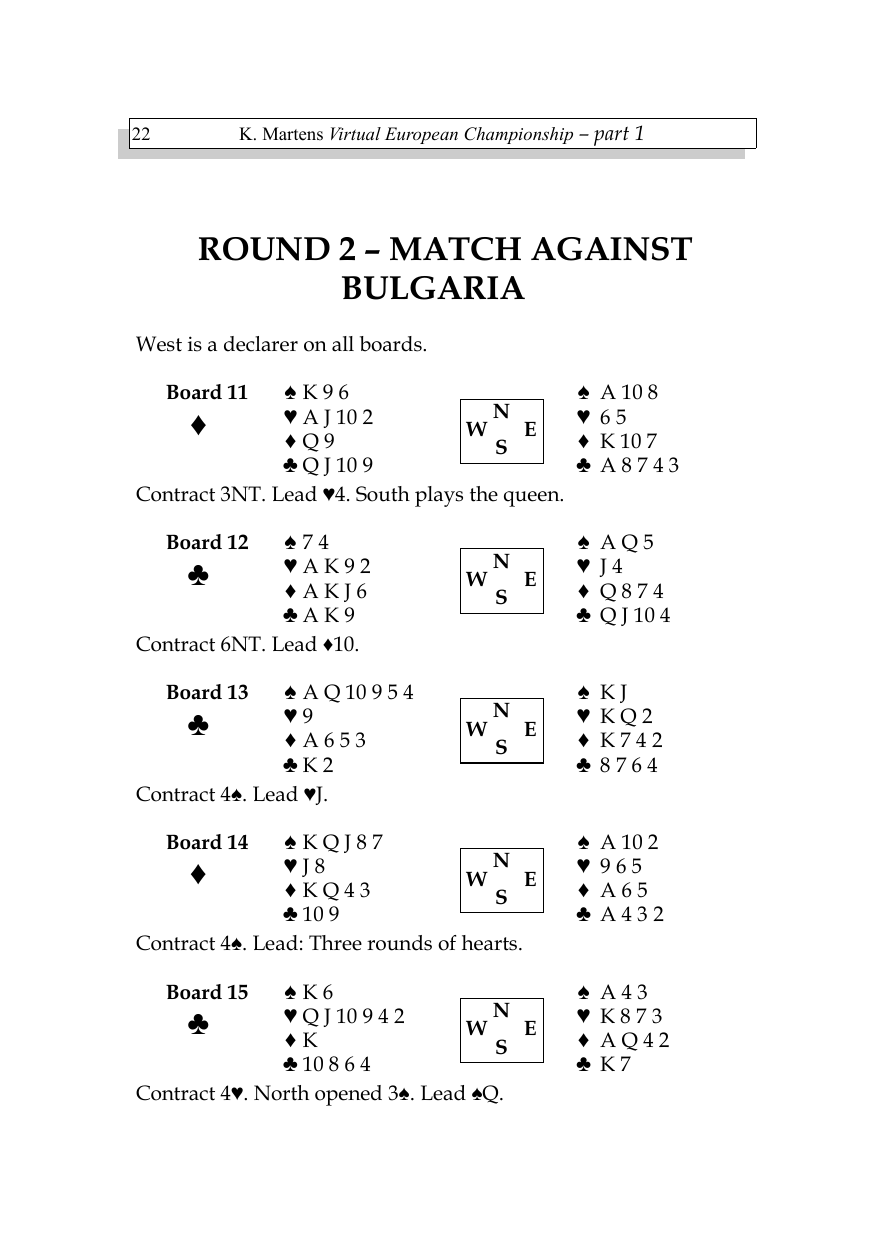 22 K. Martens Virtual European Championship – part 1
ROUND 2 – MATCH AGAINST
BULGARIA
West is a declarer on all boards.
Board 11 ♠ K 9 6 N ♠ A 10 8
♦ ♥ A J 10 2 W E ♥ 6 5
♦ Q 9 S ♦ K 10 7
♣ Q J 10 9 ♣ A 8 7 4 3
Contract 3NT. Lead ♥4. South plays the queen.
Board 12 ♠ 7 4 N ♠ A Q 5
♣ ♥ A K 9 2 W E ♥ J 4
♦ A K J 6 S ♦ Q 8 7 4
♣ A K 9 ♣ Q J 10 4
Contract 6NT. Lead ♦10.
Board 13 ♠ A Q 10 9 5 4 N ♠ K J
♣ ♥ 9 W E ♥ K Q 2
♦ A 6 5 3 S ♦ K 7 4 2
♣ K 2 ♣ 8 7 6 4
Contract 4♠. Lead ♥J.
Board 14 ♠ K Q J 8 7 N ♠ A 10 2
♦ ♥ J 8 W E ♥ 9 6 5
♦ K Q 4 3 S ♦ A 6 5
♣ 10 9 ♣ A 4 3 2
Contract 4♠. Lead: Three rounds of hearts.
Board 15 ♠ K 6 N ♠ A 4 3
♣ ♥ Q J 10 9 4 2 W E ♥ K 8 7 3
♦ K S ♦ A Q 4 2
♣ 10 8 6 4 ♣ K 7
Contract 4♥. North opened 3♠. Lead ♠Q.